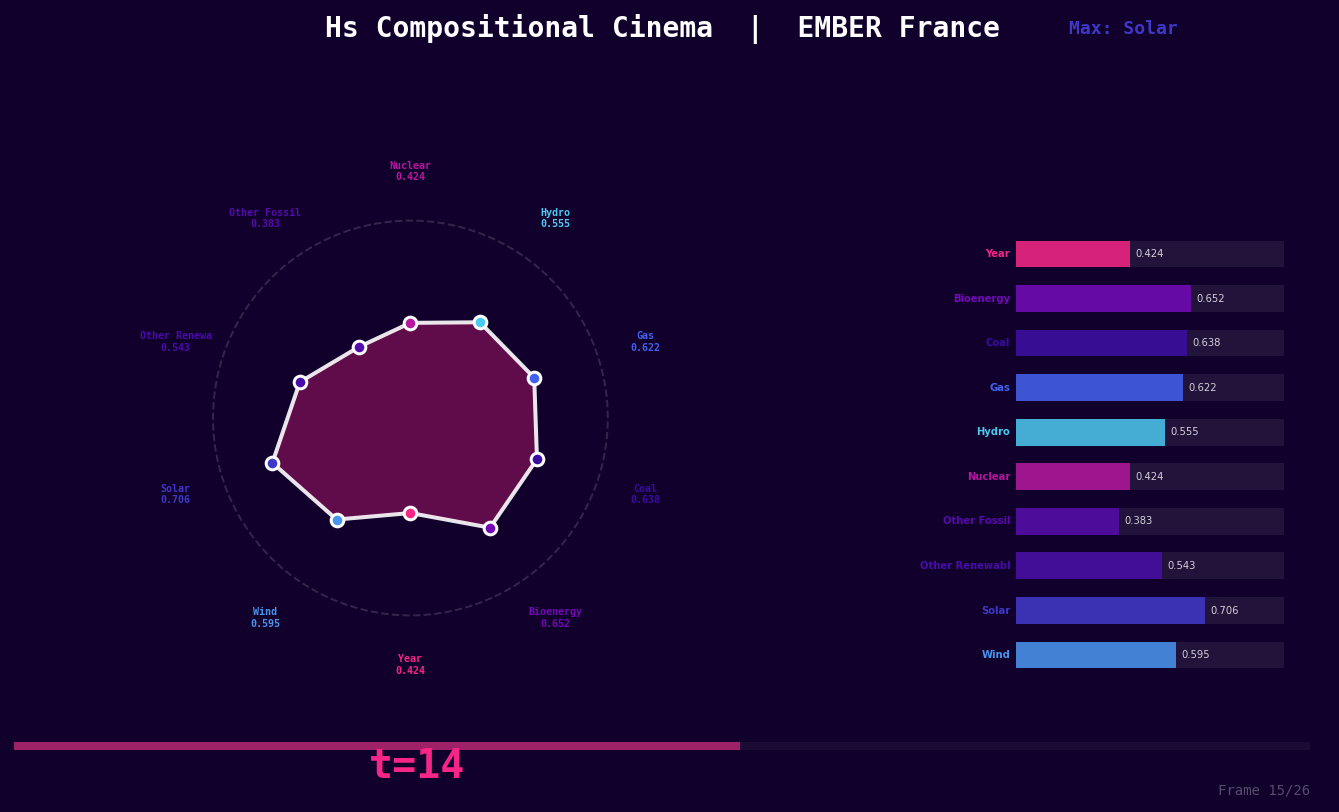 Hs Compositional Cinema | EMBER France
Max: Solar
Nuclear
0.424
Other Fossil
0.383
Hydro
0.555
Other Renewa
0.543
Gas
0.622
Solar
0.706
Coal
0.638
Wind
0.595
Bioenergy
0.652
Year
0.424
Year 0.424
Bioenergy 0.652
Coal 0.638
Gas 0.622
Hydro 0.555
Nuclear 0.424
Other Fossil 0.383
Other Renewabl 0.543
Solar 0.706
Wind 0.595
t=14
Frame 15/26